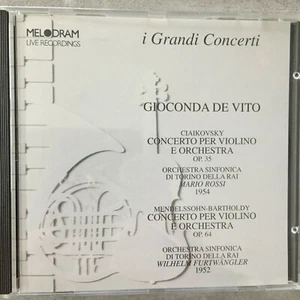 MELODRAM
LIVE RECORDINGS
i Grandi Concerti
GIOCONDA DE VITO
CIAIKOVSKY
CONCERTO PER VIOLINO
E ORCHESTRA
OP. 35
ORCHESTRA SINFONICA
DI TORINO DELLA RAI
MARIO ROSSI
1954
MENDELSSOHN-BARTHOLDY
CONCERTO PER VIOLINO
E ORCHESTRA
OP. 64
ORCHESTRA SINFONICA
DI TORINO DELLA RAI
WILHELM FURTWÄNGLER
1952